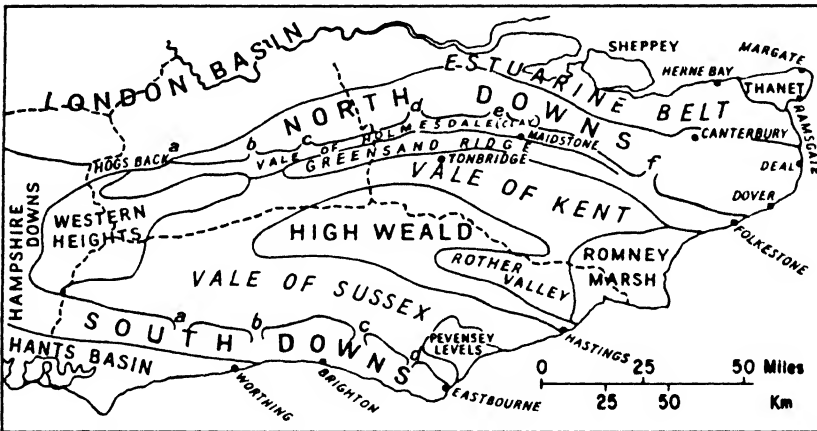 LONDON BASIN
SHEPPEY
MARGATE
ESTUARINE BELT
HERNE BAY
THANET
RAMSGATE
NORTH DOWNS
a
b
c
d
e
f
HOGS BACK
VALE OF HOLMESDALE (CLAY)
MAIDSTONE
CANTERBURY
GREENSAND RIDGE
TONBRIDGE
DEAL
VALE OF KENT
DOVER
FOLKESTONE
HAMPSHIRE
DOWNS
WESTERN
HEIGHTS
HIGH WEALD
ROMNEY
MARSH
ROTHER
VALLEY
VALE OF SUSSEX
SOUTH DOWNS
a
b
c
d
PEVENSEY
LEVELS
HASTINGS
HANTS BASIN
WORTHING
BRIGHTON
EASTBOURNE
0 25 50 Miles
25 50 Km